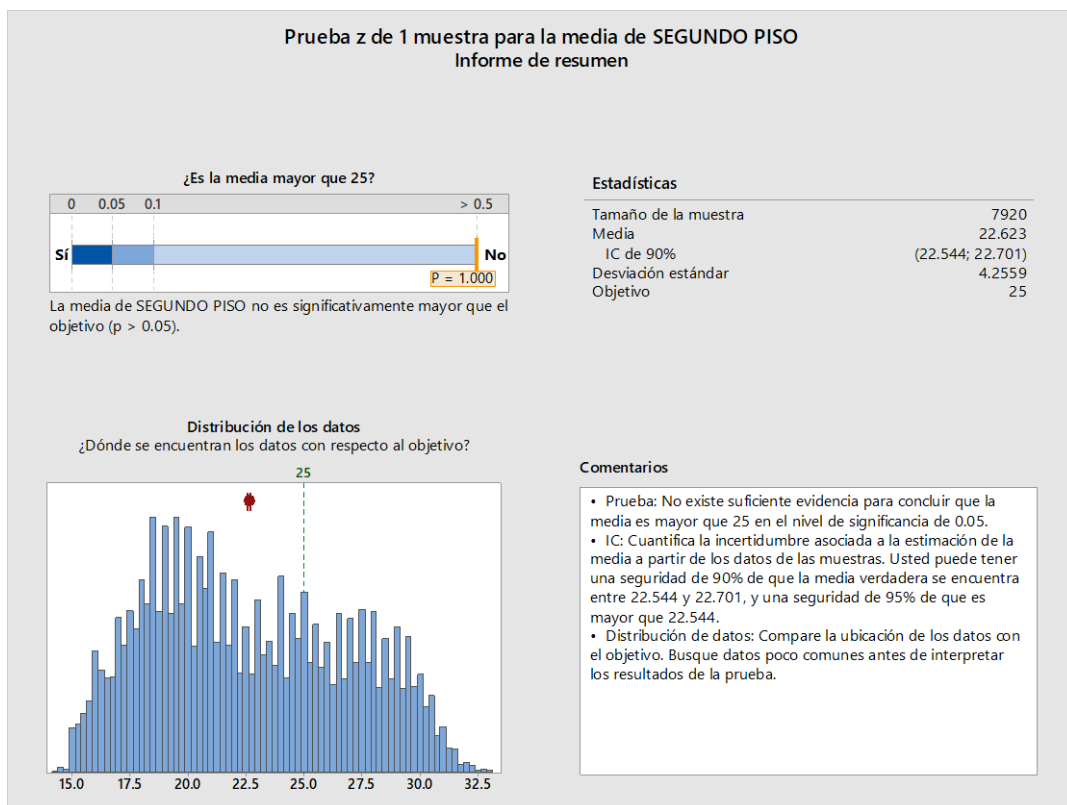 Prueba z de 1 muestra para la media de SEGUNDO PISO
Informe de resumen
¿Es la media mayor que 25?
0 0.05 0.1 > 0.5
Sí No
P = 1.000
La media de SEGUNDO PISO no es significativamente mayor que el
objetivo (p > 0.05).
Estadísticas
Tamaño de la muestra 7920
Media 22.623
IC de 90% (22.544; 22.701)
Desviación estándar 4.2559
Objetivo 25
Distribución de los datos
¿Dónde se encuentran los datos con respecto al objetivo?
25
15.0 17.5 20.0 22.5 25.0 27.5 30.0 32.5
Comentarios
• Prueba: No existe suficiente evidencia para concluir que la
media es mayor que 25 en el nivel de significancia de 0.05.
• IC: Cuantifica la incertidumbre asociada a la estimación de la
media a partir de los datos de las muestras. Usted puede tener
una seguridad de 90% de que la media verdadera se encuentra
entre 22.544 y 22.701, y una seguridad de 95% de que es
mayor que 22.544.
• Distribución de datos: Compare la ubicación de los datos con
el objetivo. Busque datos poco comunes antes de interpretar
los resultados de la prueba.